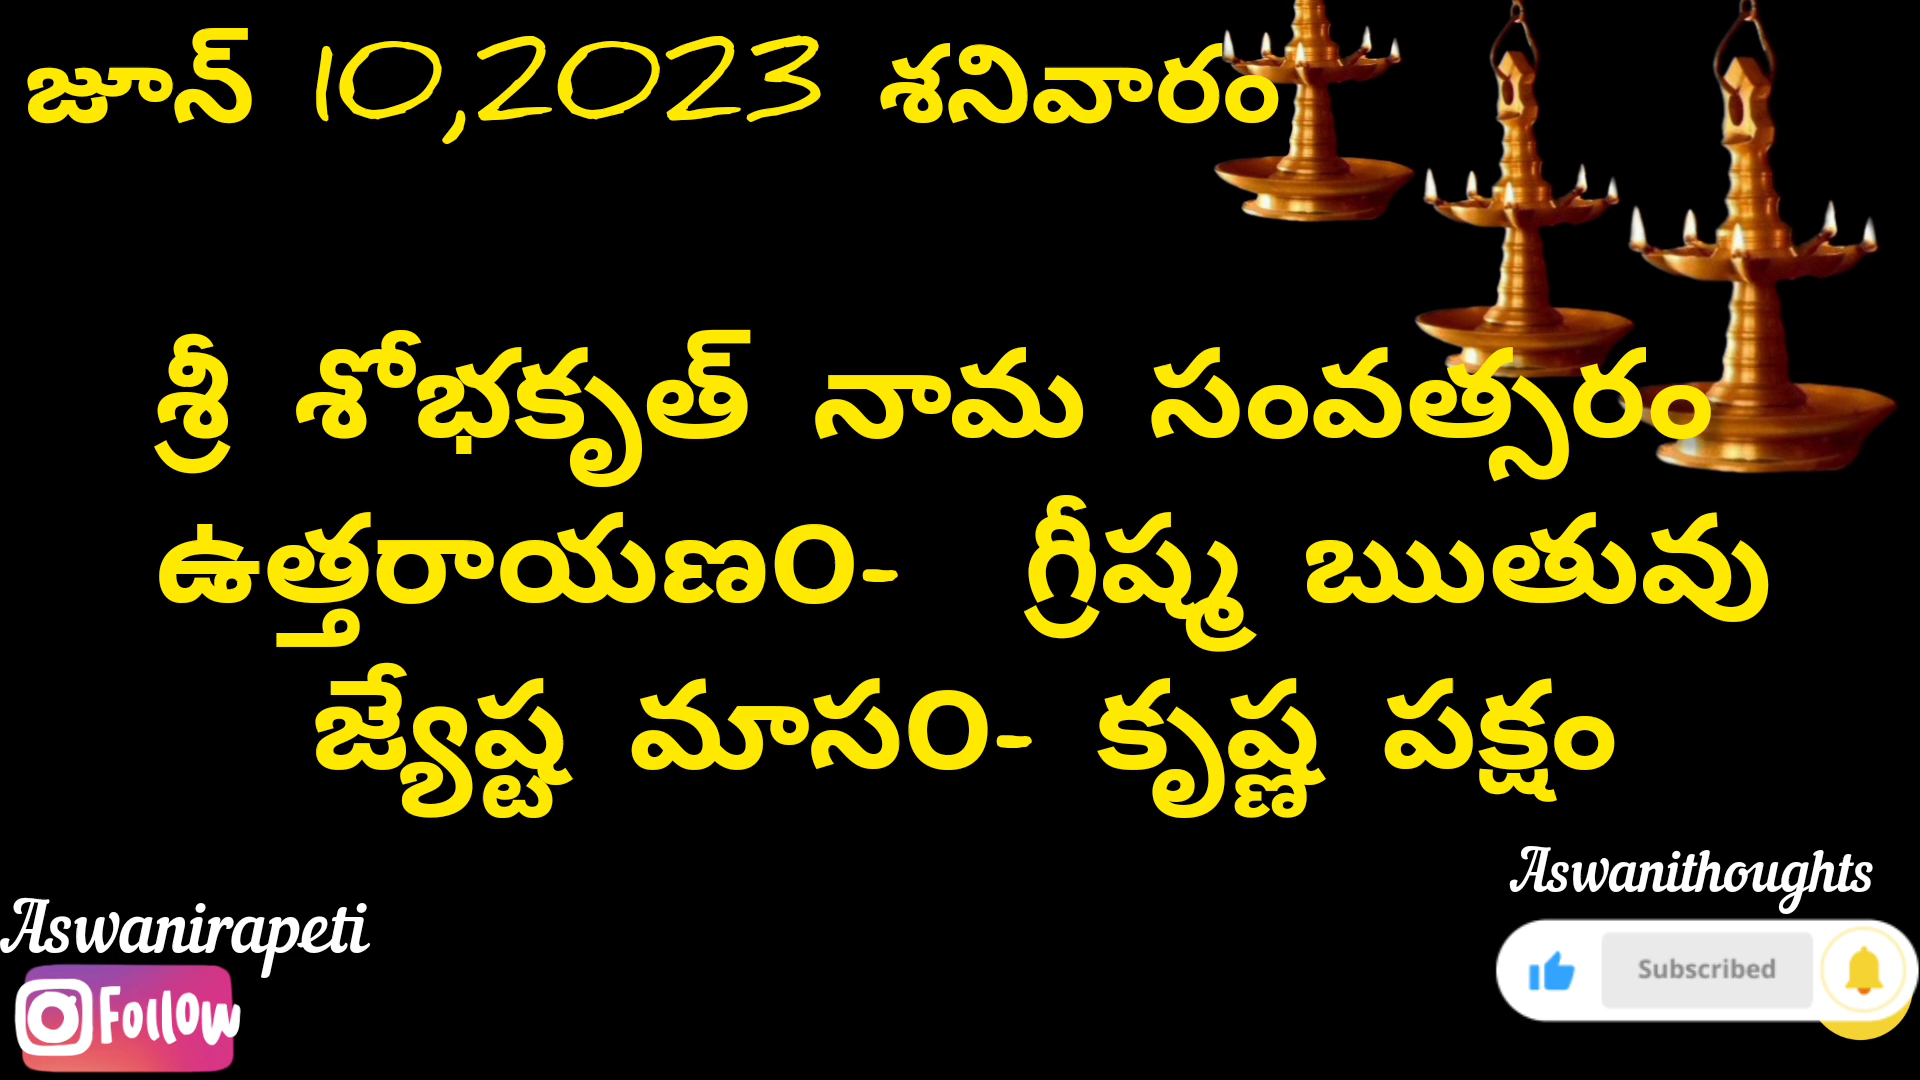 జూన్ 10,2023 శనివారం
శ్రీ శోభకృత్ నామ సంవత్సరం
ఉత్తరాయణం- గ్రీష్మ ఋతువు
జ్యేష్ట మాసం- కృష్ణ పక్షం
Aswanithoughts
Aswanirapeti
Subscribed
Follow